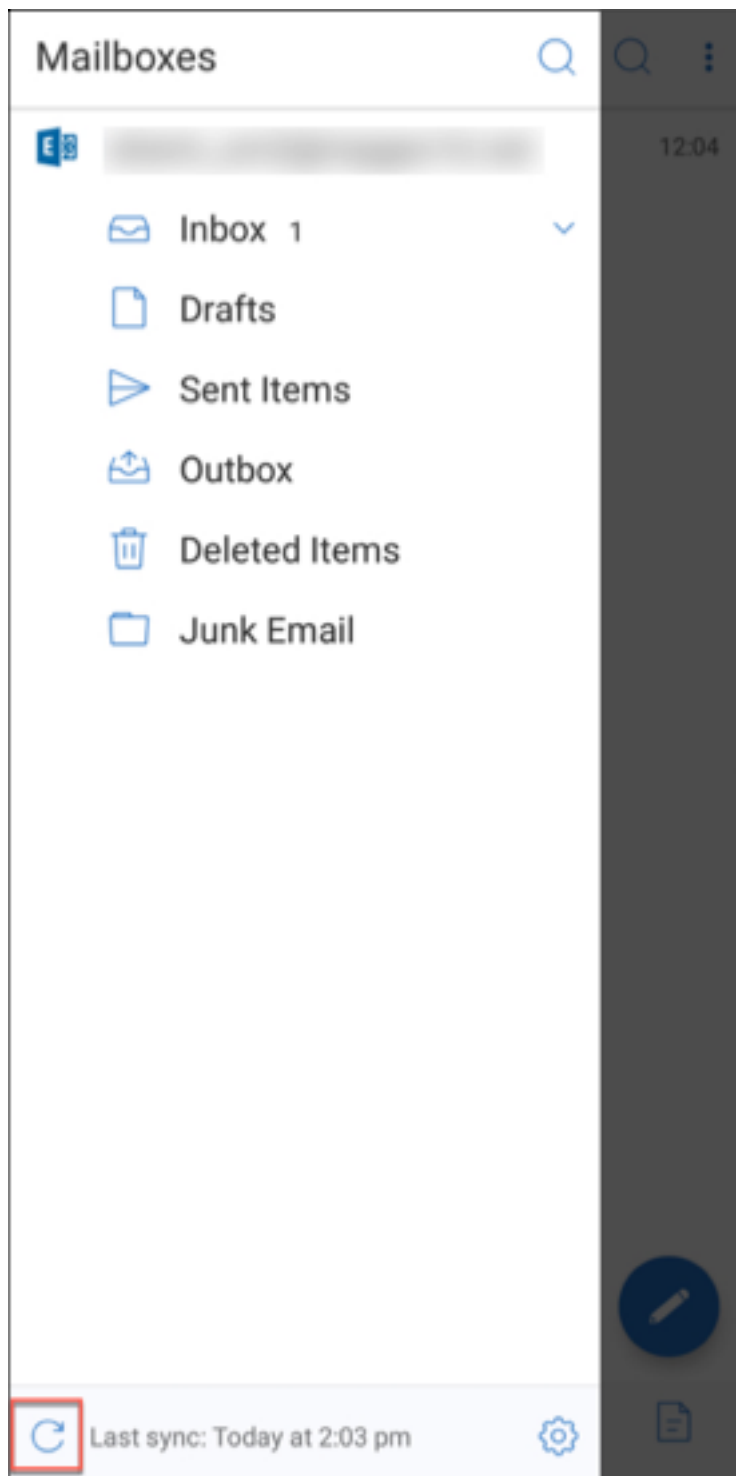 Mailboxes
12:04
Inbox 1
Drafts
Sent Items
Outbox
Deleted Items
Junk Email
Last sync: Today at 2:03 pm